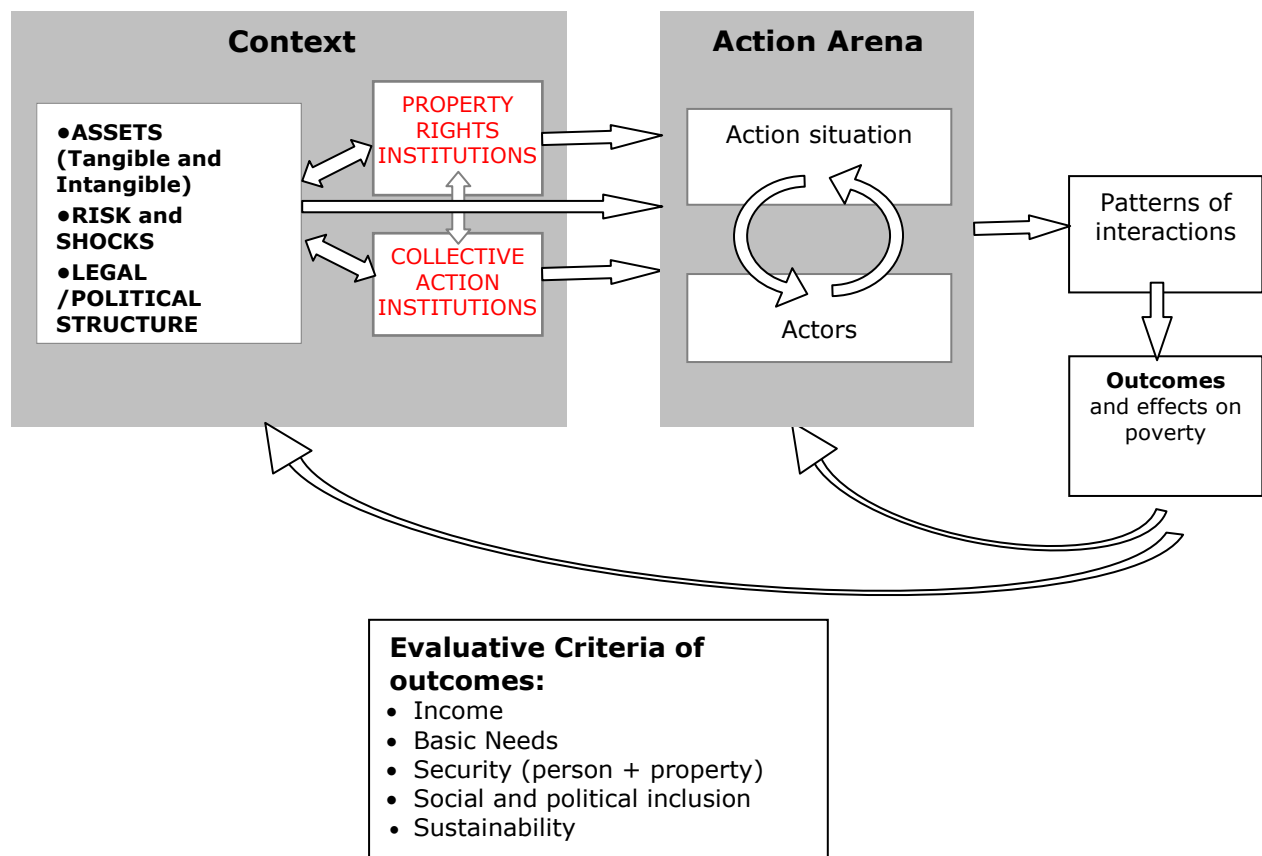 Context
●ASSETS
(Tangible and
Intangible)
●RISK and
SHOCKS
●LEGAL
/POLITICAL
STRUCTURE
PROPERTY
RIGHTS
INSTITUTIONS
COLLECTIVE
ACTION
INSTITUTIONS
Action Arena
Action situation
Actors
Patterns of
interactions
Outcomes
and effects on
poverty
Evaluative Criteria of
outcomes:
• Income
• Basic Needs
• Security (person + property)
• Social and political inclusion
• Sustainability